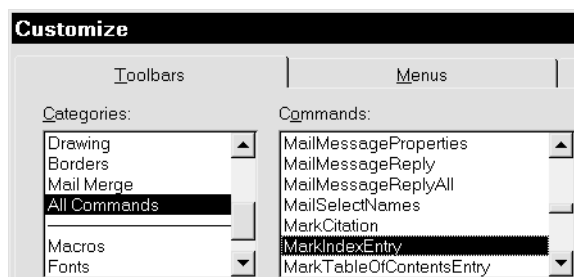 Customize
Toolbars
Menus
Categories:
Drawing
Borders
Mail Merge
All Commands
Macros
Fonts
Commands:
MailMessageProperties
MailMessageReply
MailMessageReplyAll
MailSelectNames
MarkCitation
MarkIndexEntry
MarkTableOfContentsEntry